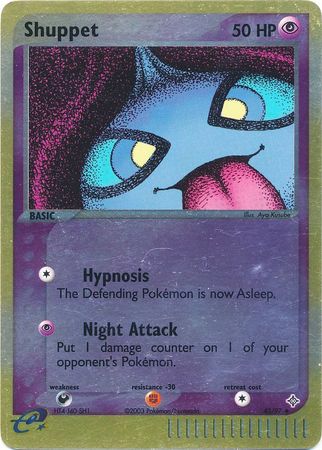 Shuppet 50 HP
BASIC Illus. Aya Kusube
Hypnosis
The Defending Pokémon is now Asleep.
Night Attack
Put 1 damage counter on 1 of your
opponent's Pokémon.
weakness resistance -30 retreat cost
©2003 Pokémon/Nintendo
e